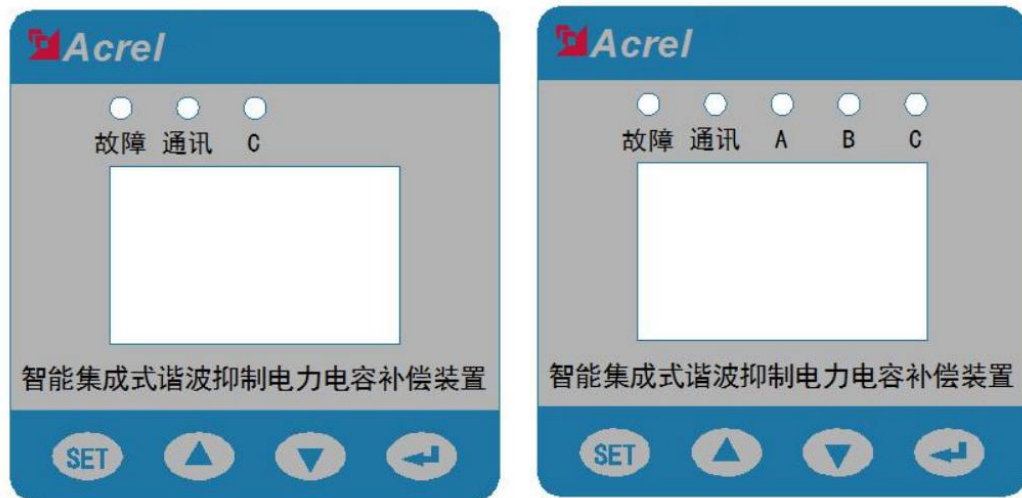 Acrel
故障 通讯 C
智能集成式谐波抑制电力电容补偿装置
SET
Acrel
故障 通讯 A B C
智能集成式谐波抑制电力电容补偿装置
SET